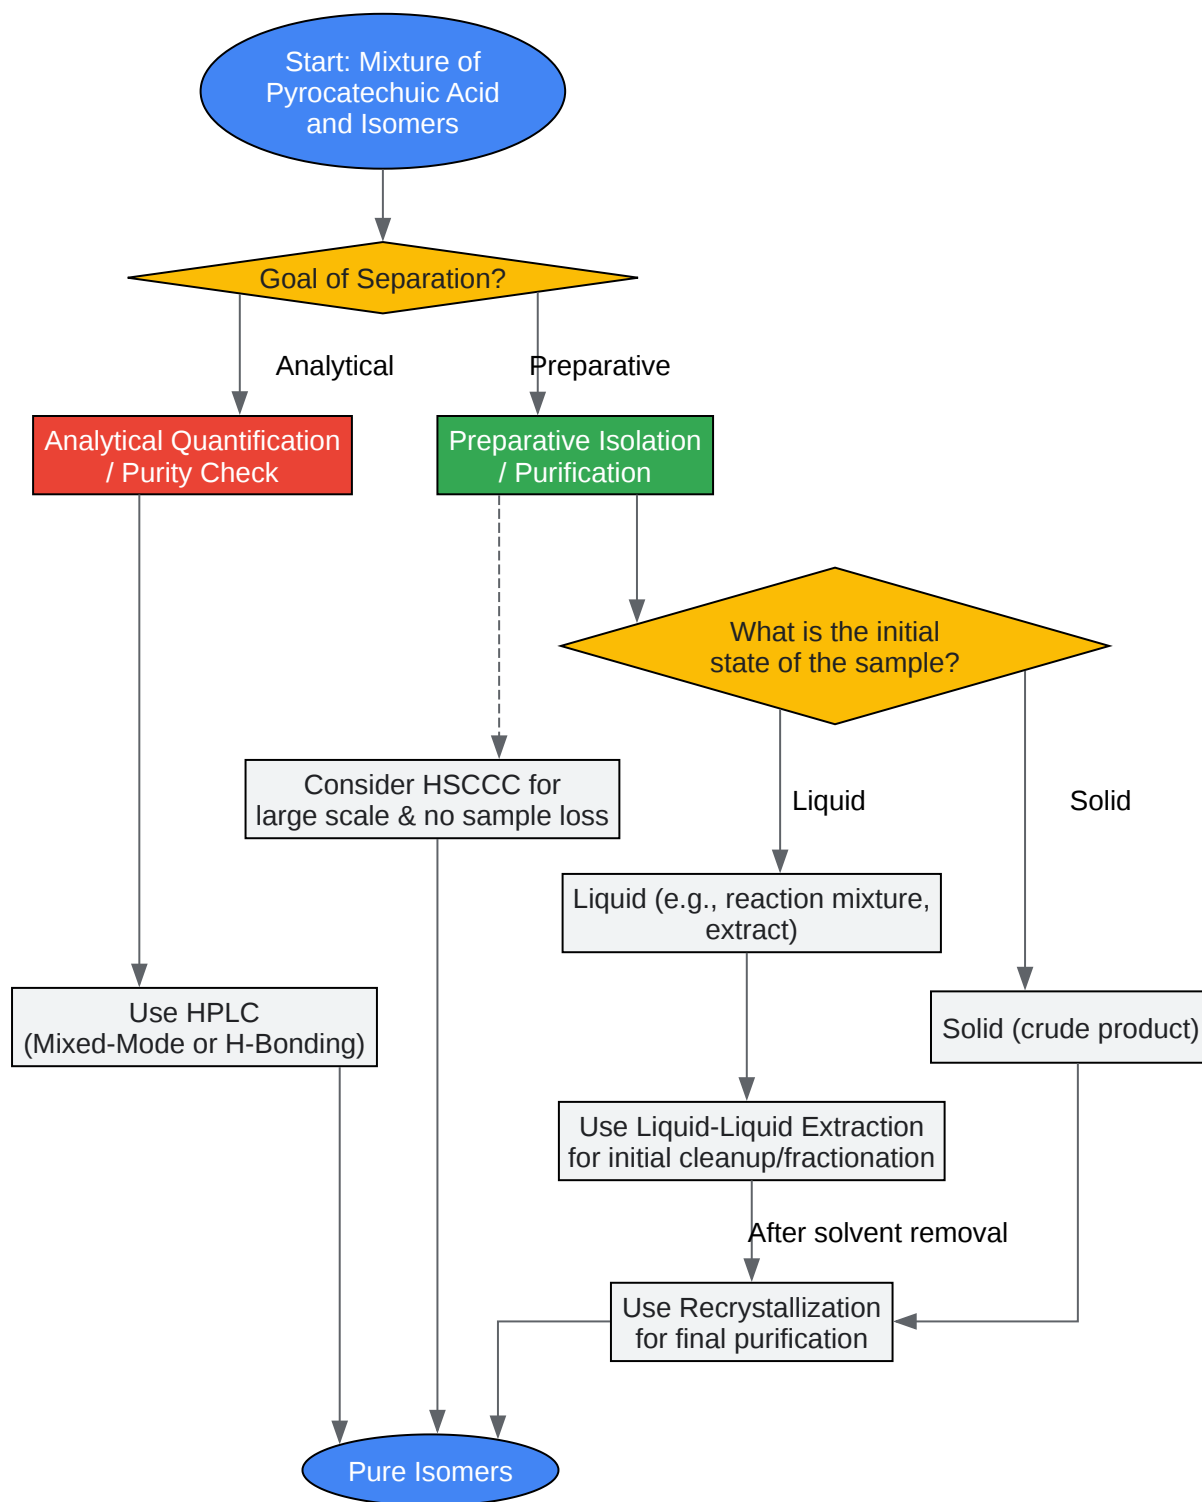 Start: Mixture of
Pyrocatechuic Acid
and Isomers
Goal of Separation?
Analytical
Preparative
Analytical Quantification
/ Purity Check
Preparative Isolation
/ Purification
What is the initial
state of the sample?
Consider HSCCC for
large scale & no sample loss
Liquid
Solid
Liquid (e.g., reaction mixture,
extract)
Use HPLC
(Mixed-Mode or H-Bonding)
Solid (crude product)
Use Liquid-Liquid Extraction
for initial cleanup/fractionation
After solvent removal
Use Recrystallization
for final purification
Pure Isomers